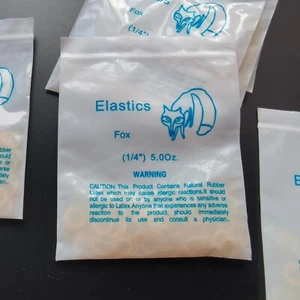 (1/4")
Elastics
Fox
(1/4") 5.0Oz.
WARNING
CAUTION: This Product Contains Rubber
Latex which may cause allergic reactions.It should
not be used on or by anyone who is sensitive or
allergic to Latex.Anyone that experiences any adverse
reaction to the product, should immediately
discontinue its use and consult a physician.